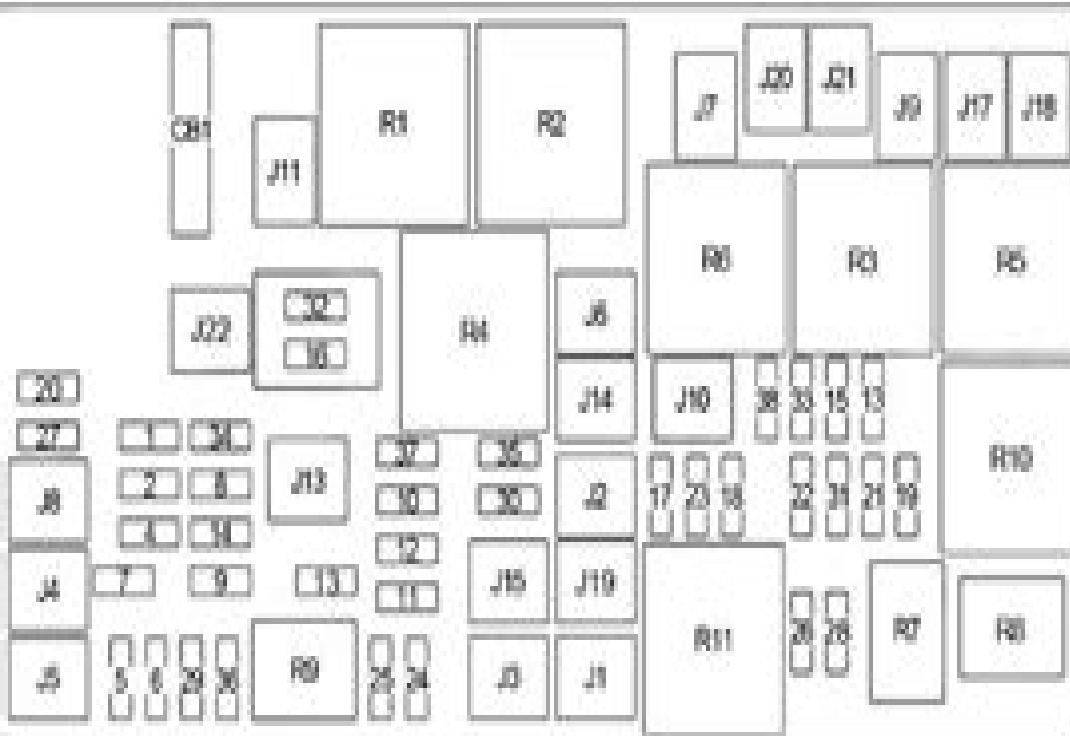 J20 J21
J7 J9 J17 J18
CB1 R1 R2
J11
R6 R3 R5
32
J22 R4 J6
16
20
J14 J10 38 33 15 13
27 1 34
37 35
R10
J8 2 8 J13 10 30 J2 17 23 18 22 31 21 19
4 14
12
J4 7 9 13 J15 J19
11
26 28 R7 R8
R11
J5 5 6 29 36 R9 25 24 J3 J1